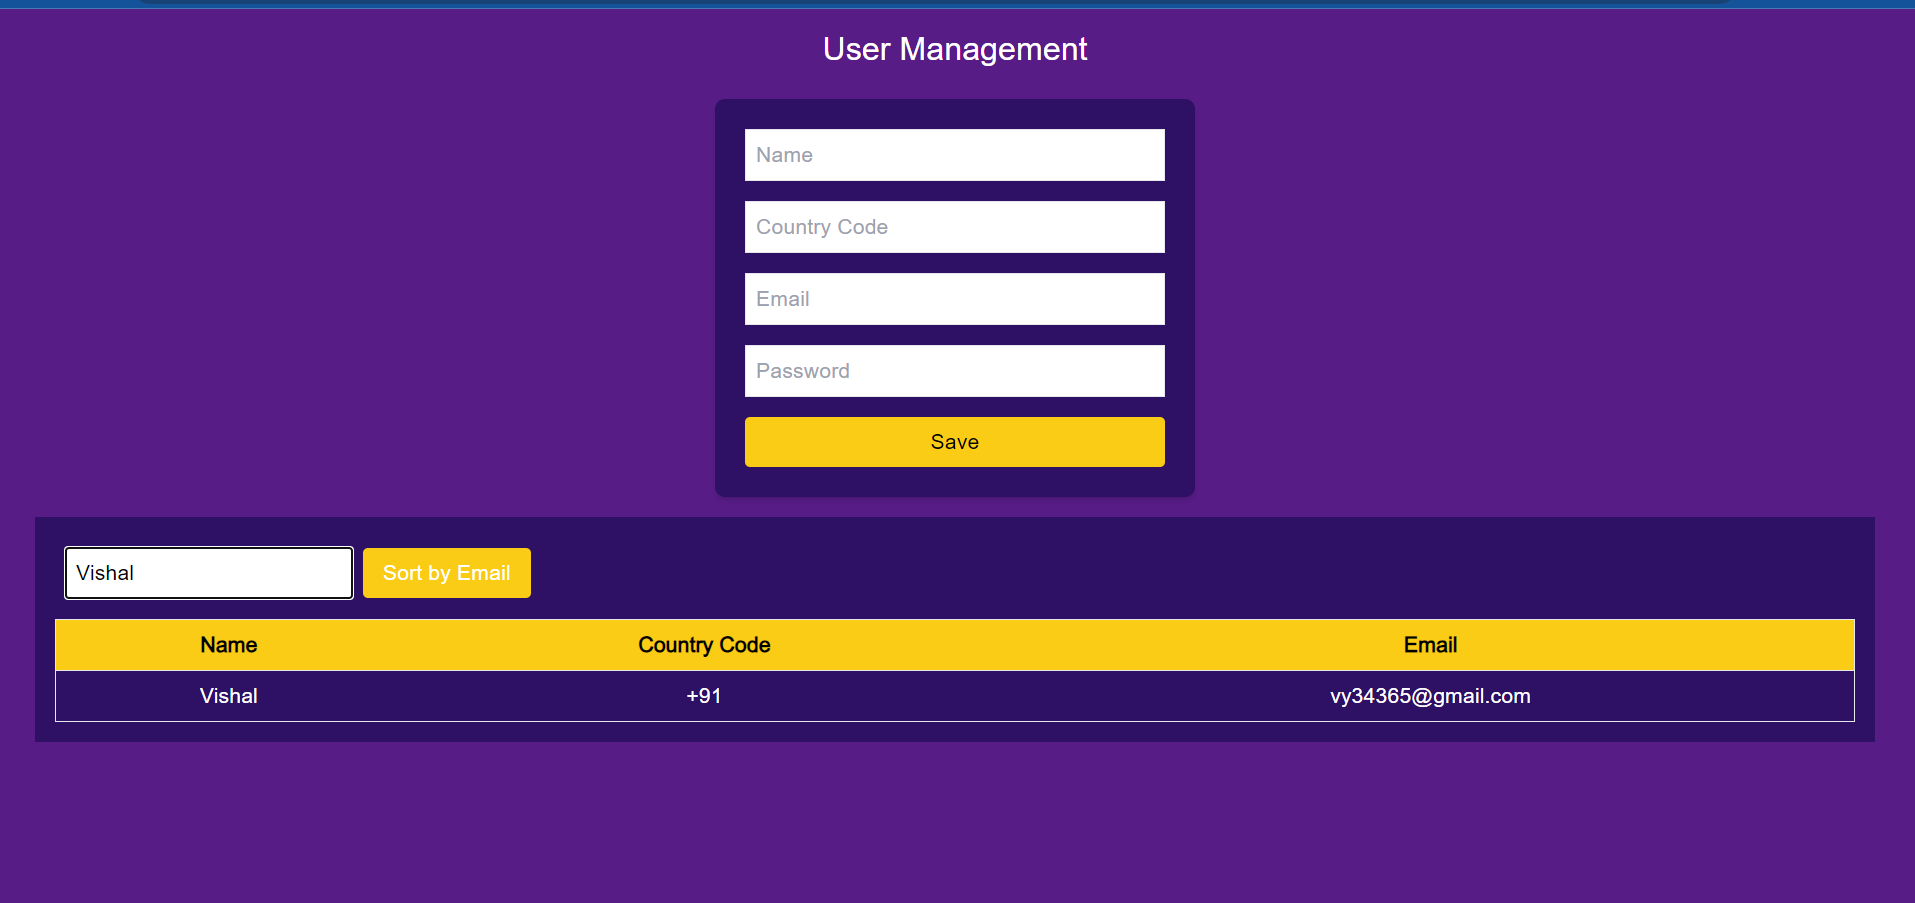 User Management
Name
Country Code
Email
Password
Save
Vishal Sort by Email
Name Country Code Email
Vishal +91 vy34365@gmail.com